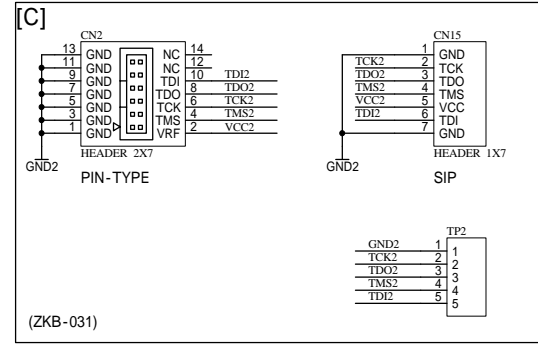 [C]
CN2
13 GND NC 14
11 GND NC 12
9 GND TDI 10 TDI2
7 GND TDO 8 TDO2
5 GND TCK 6 TCK2
3 GND TMS 4 TMS2
1 GND VRF 2 VCC2
HEADER 2X7
GND2
PIN-TYPE
CN15
1 GND
TCK2 2 TCK
TDO2 3 TDO
TMS2 4 TMS
VCC2 5 VCC
TDI2 6 TDI
7 GND
HEADER 1X7
GND2
SIP
TP2
GND2 1 1
TCK2 2 2
TDO2 3 3
TMS2 4 4
TDI2 5 5
(ZKB-031)